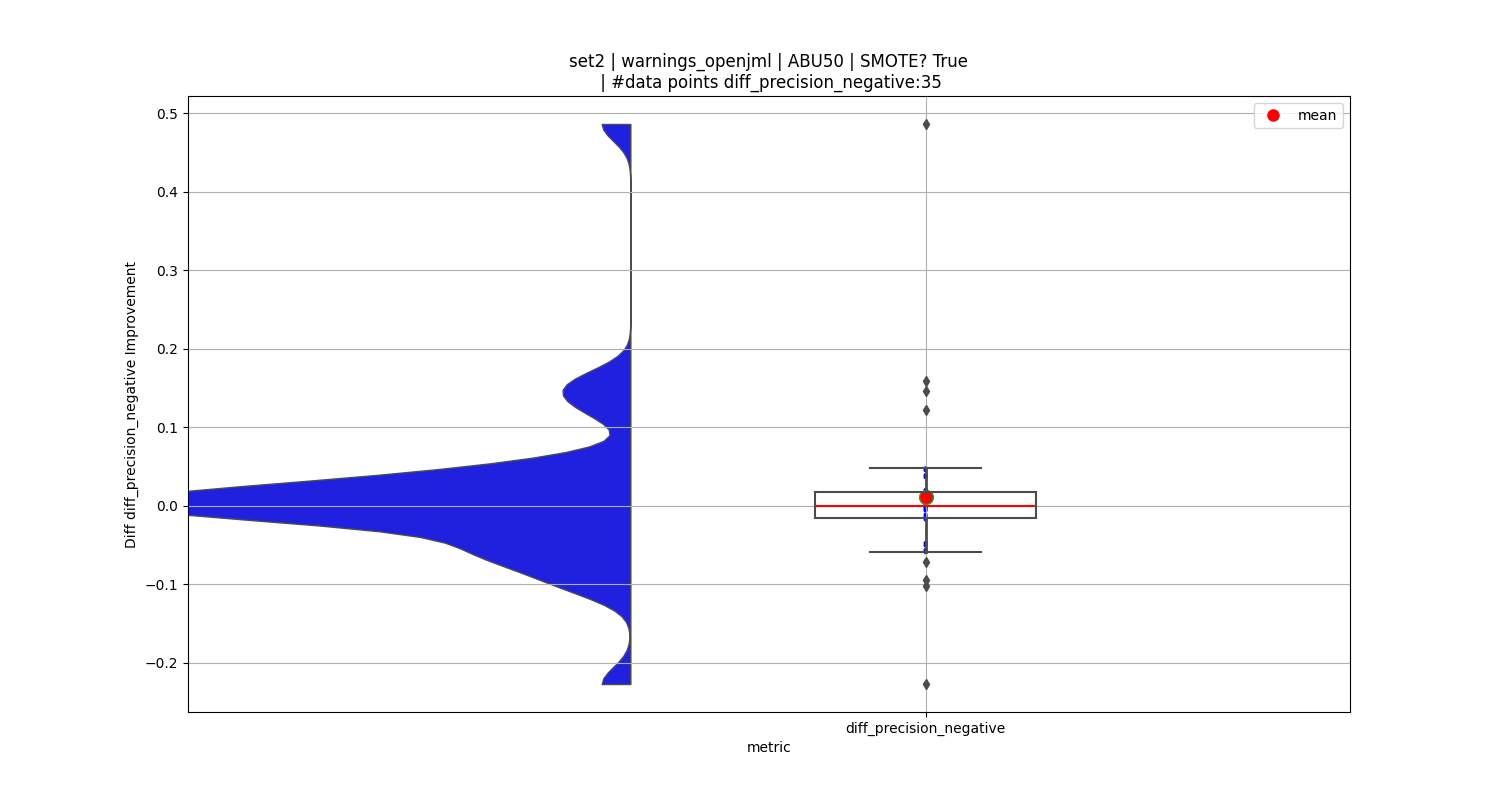 set2 | warnings_openjml | ABU50 | SMOTE? True
| #data points diff_precision_negative:35
mean
0.5
0.4
0.3
0.2
0.1
0.0
−0.1
−0.2
Diff diff_precision_negative Improvement
diff_precision_negative
metric